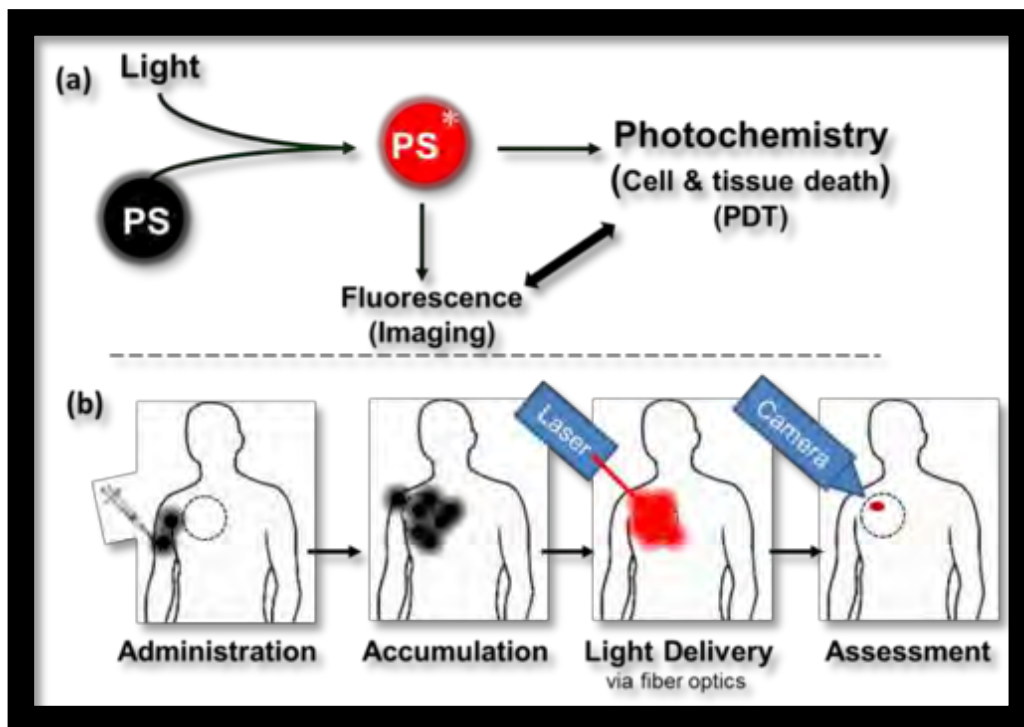 (a)
Light
PS
PS*
Photochemistry
(Cell & tissue death)
(PDT)
Fluorescence
(Imaging)
(b)
Laser
Camera
Administration
Accumulation
Light Delivery
via fiber optics
Assessment